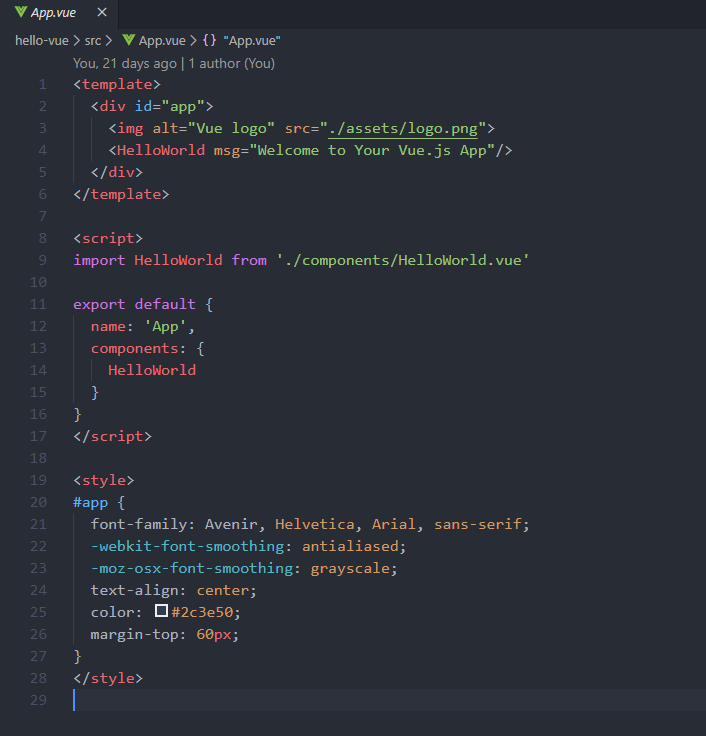 App.vue ×
hello-vue > src > App.vue > {} "App.vue"
You, 21 days ago | 1 author (You)
1 <template>
2   <div id="app">
3     <img alt="Vue logo" src="./assets/logo.png">
4     <HelloWorld msg="Welcome to Your Vue.js App"/>
5   </div>
6 </template>
7
8 <script>
9 import HelloWorld from './components/HelloWorld.vue'
10
11 export default {
12   name: 'App',
13   components: {
14     HelloWorld
15   }
16 }
17 </script>
18
19 <style>
20 #app {
21   font-family: Avenir, Helvetica, Arial, sans-serif;
22   -webkit-font-smoothing: antialiased;
23   -moz-osx-font-smoothing: grayscale;
24   text-align: center;
25   color: #2c3e50;
26   margin-top: 60px;
27 }
28 </style>
29